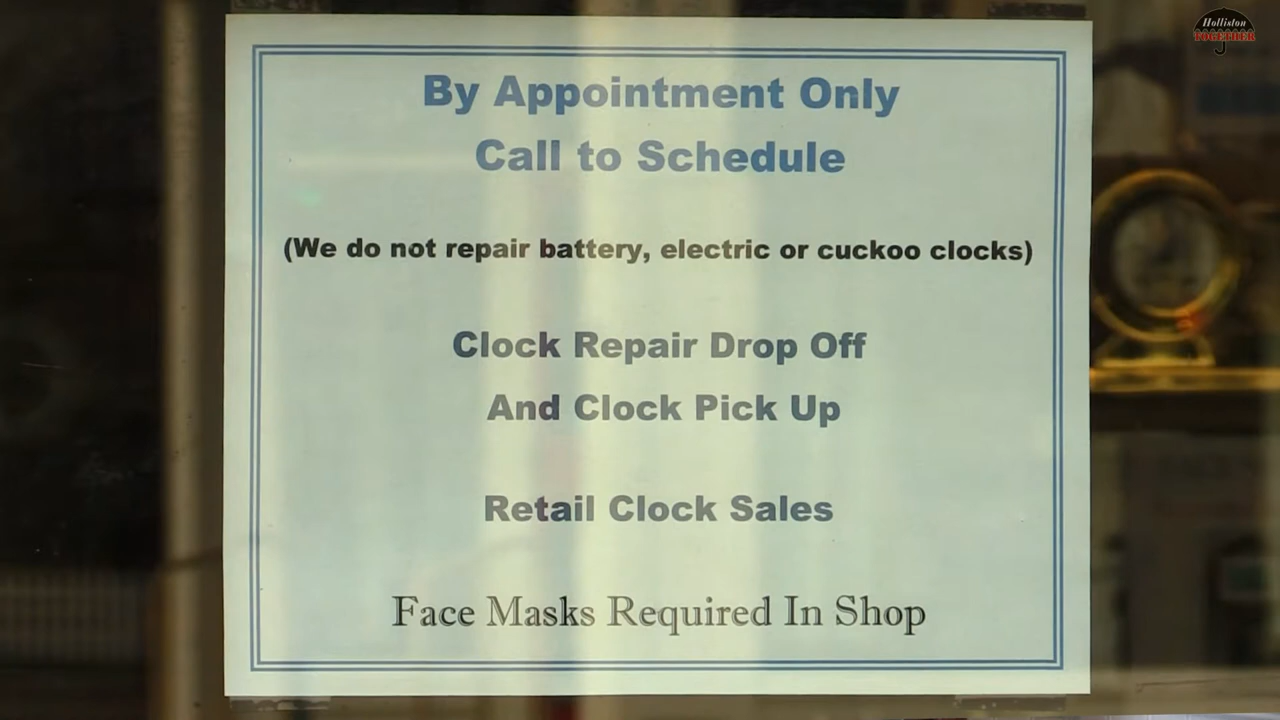 Holliston
TOGETHER
By Appointment Only
Call to Schedule
(We do not repair battery, electric or cuckoo clocks)
Clock Repair Drop Off
And Clock Pick Up
Retail Clock Sales
Face Masks Required In Shop